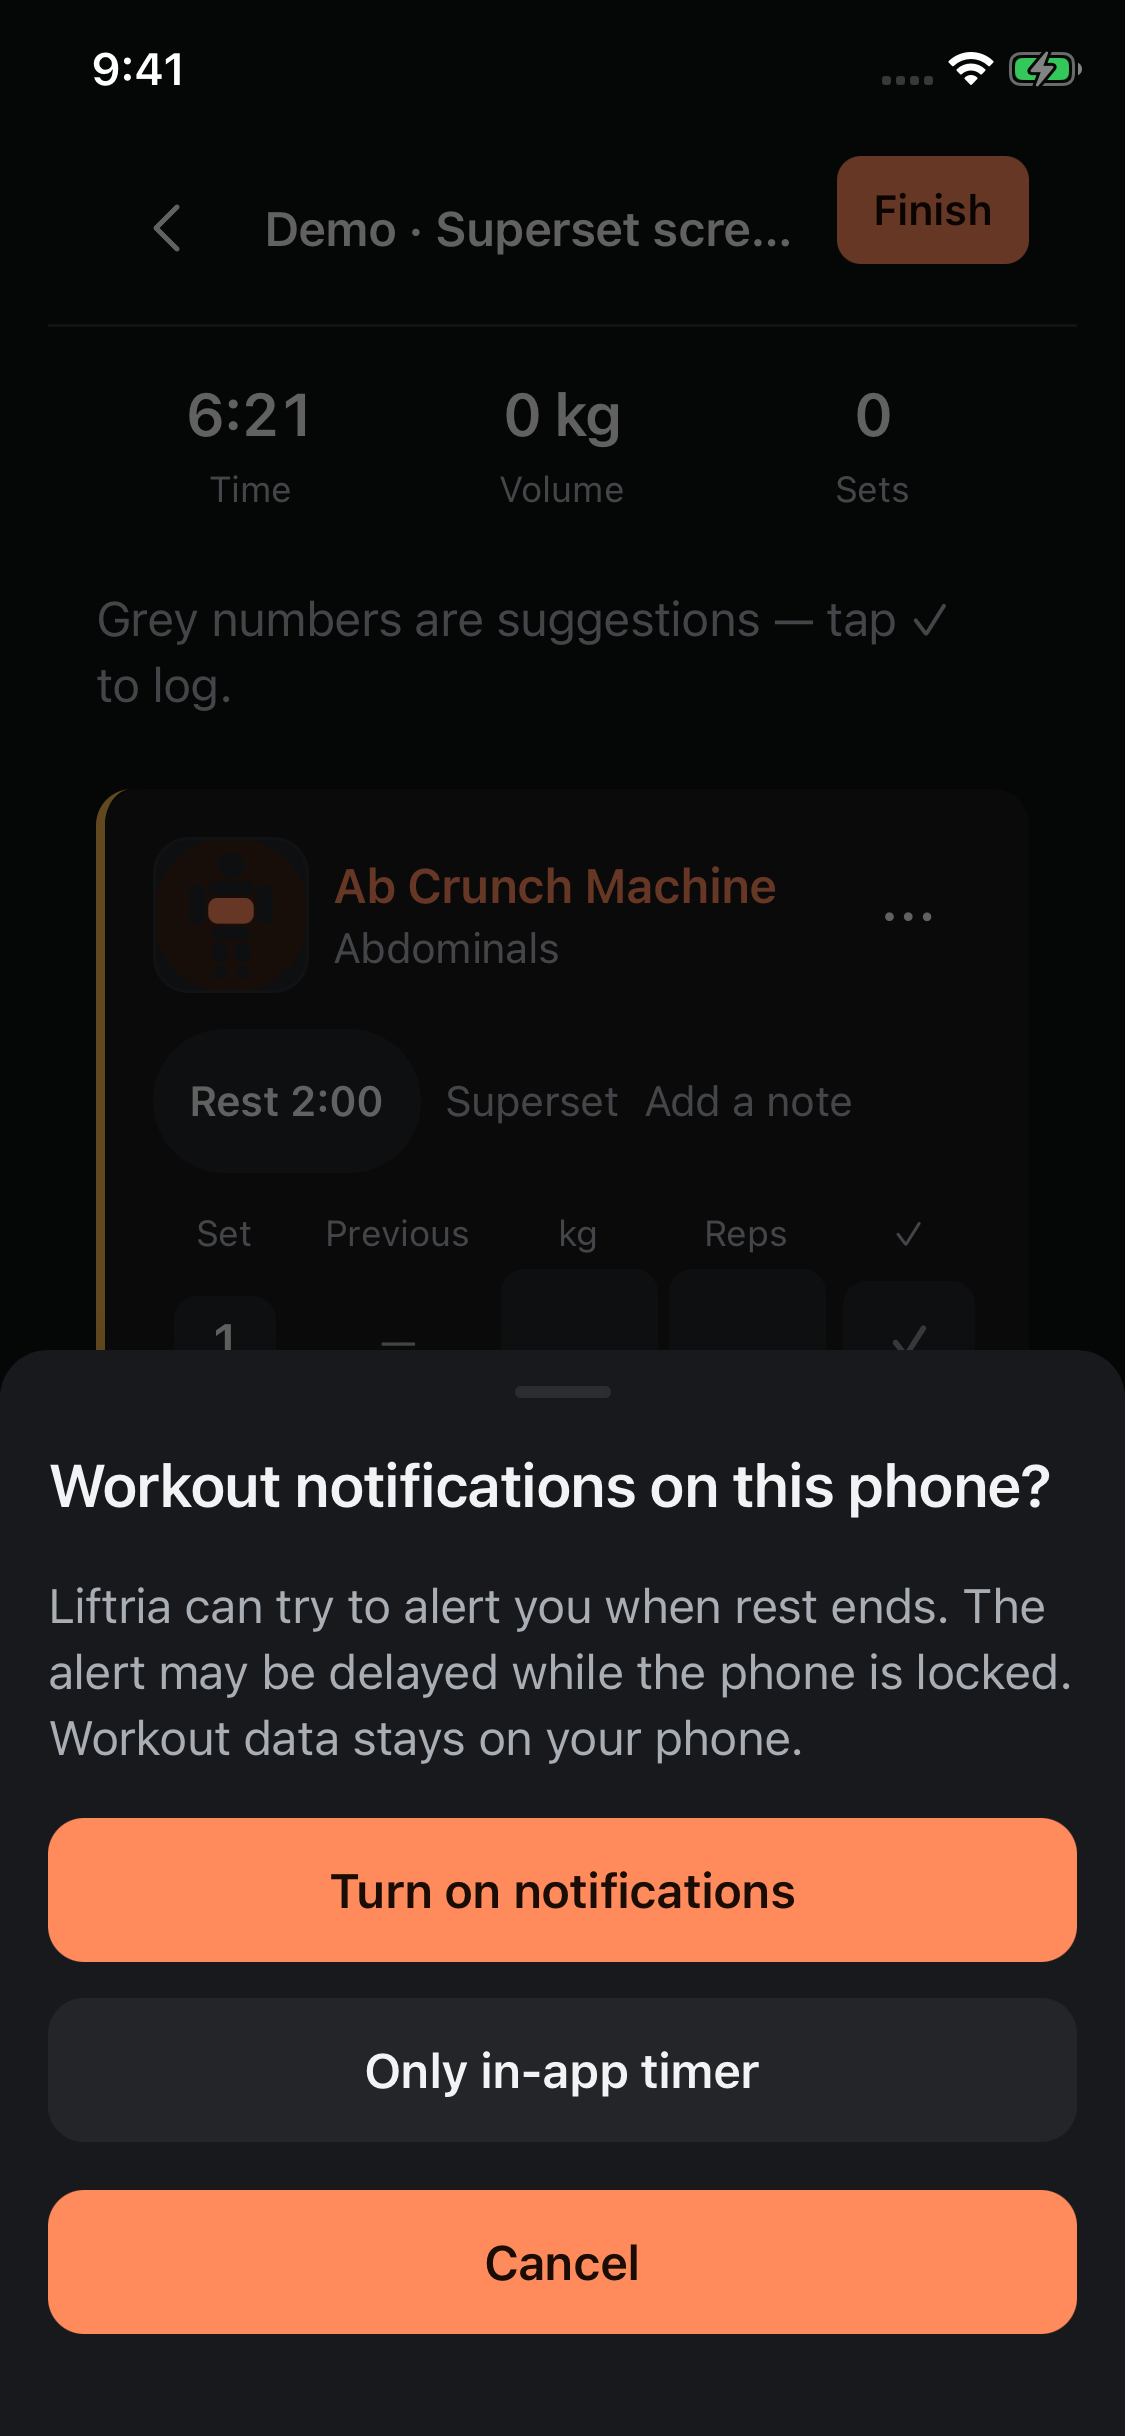 9:41
Demo · Superset scre...
Finish
6:21
0 kg
0
Time
Volume
Sets
Grey numbers are suggestions — tap ✓
to log.
Ab Crunch Machine
Abdominals
Rest 2:00
Superset
Add a note
Set
Previous
kg
Reps
✓
1
—
✓
Workout notifications on this phone?
Liftria can try to alert you when rest ends. The
alert may be delayed while the phone is locked.
Workout data stays on your phone.
Turn on notifications
Only in-app timer
Cancel